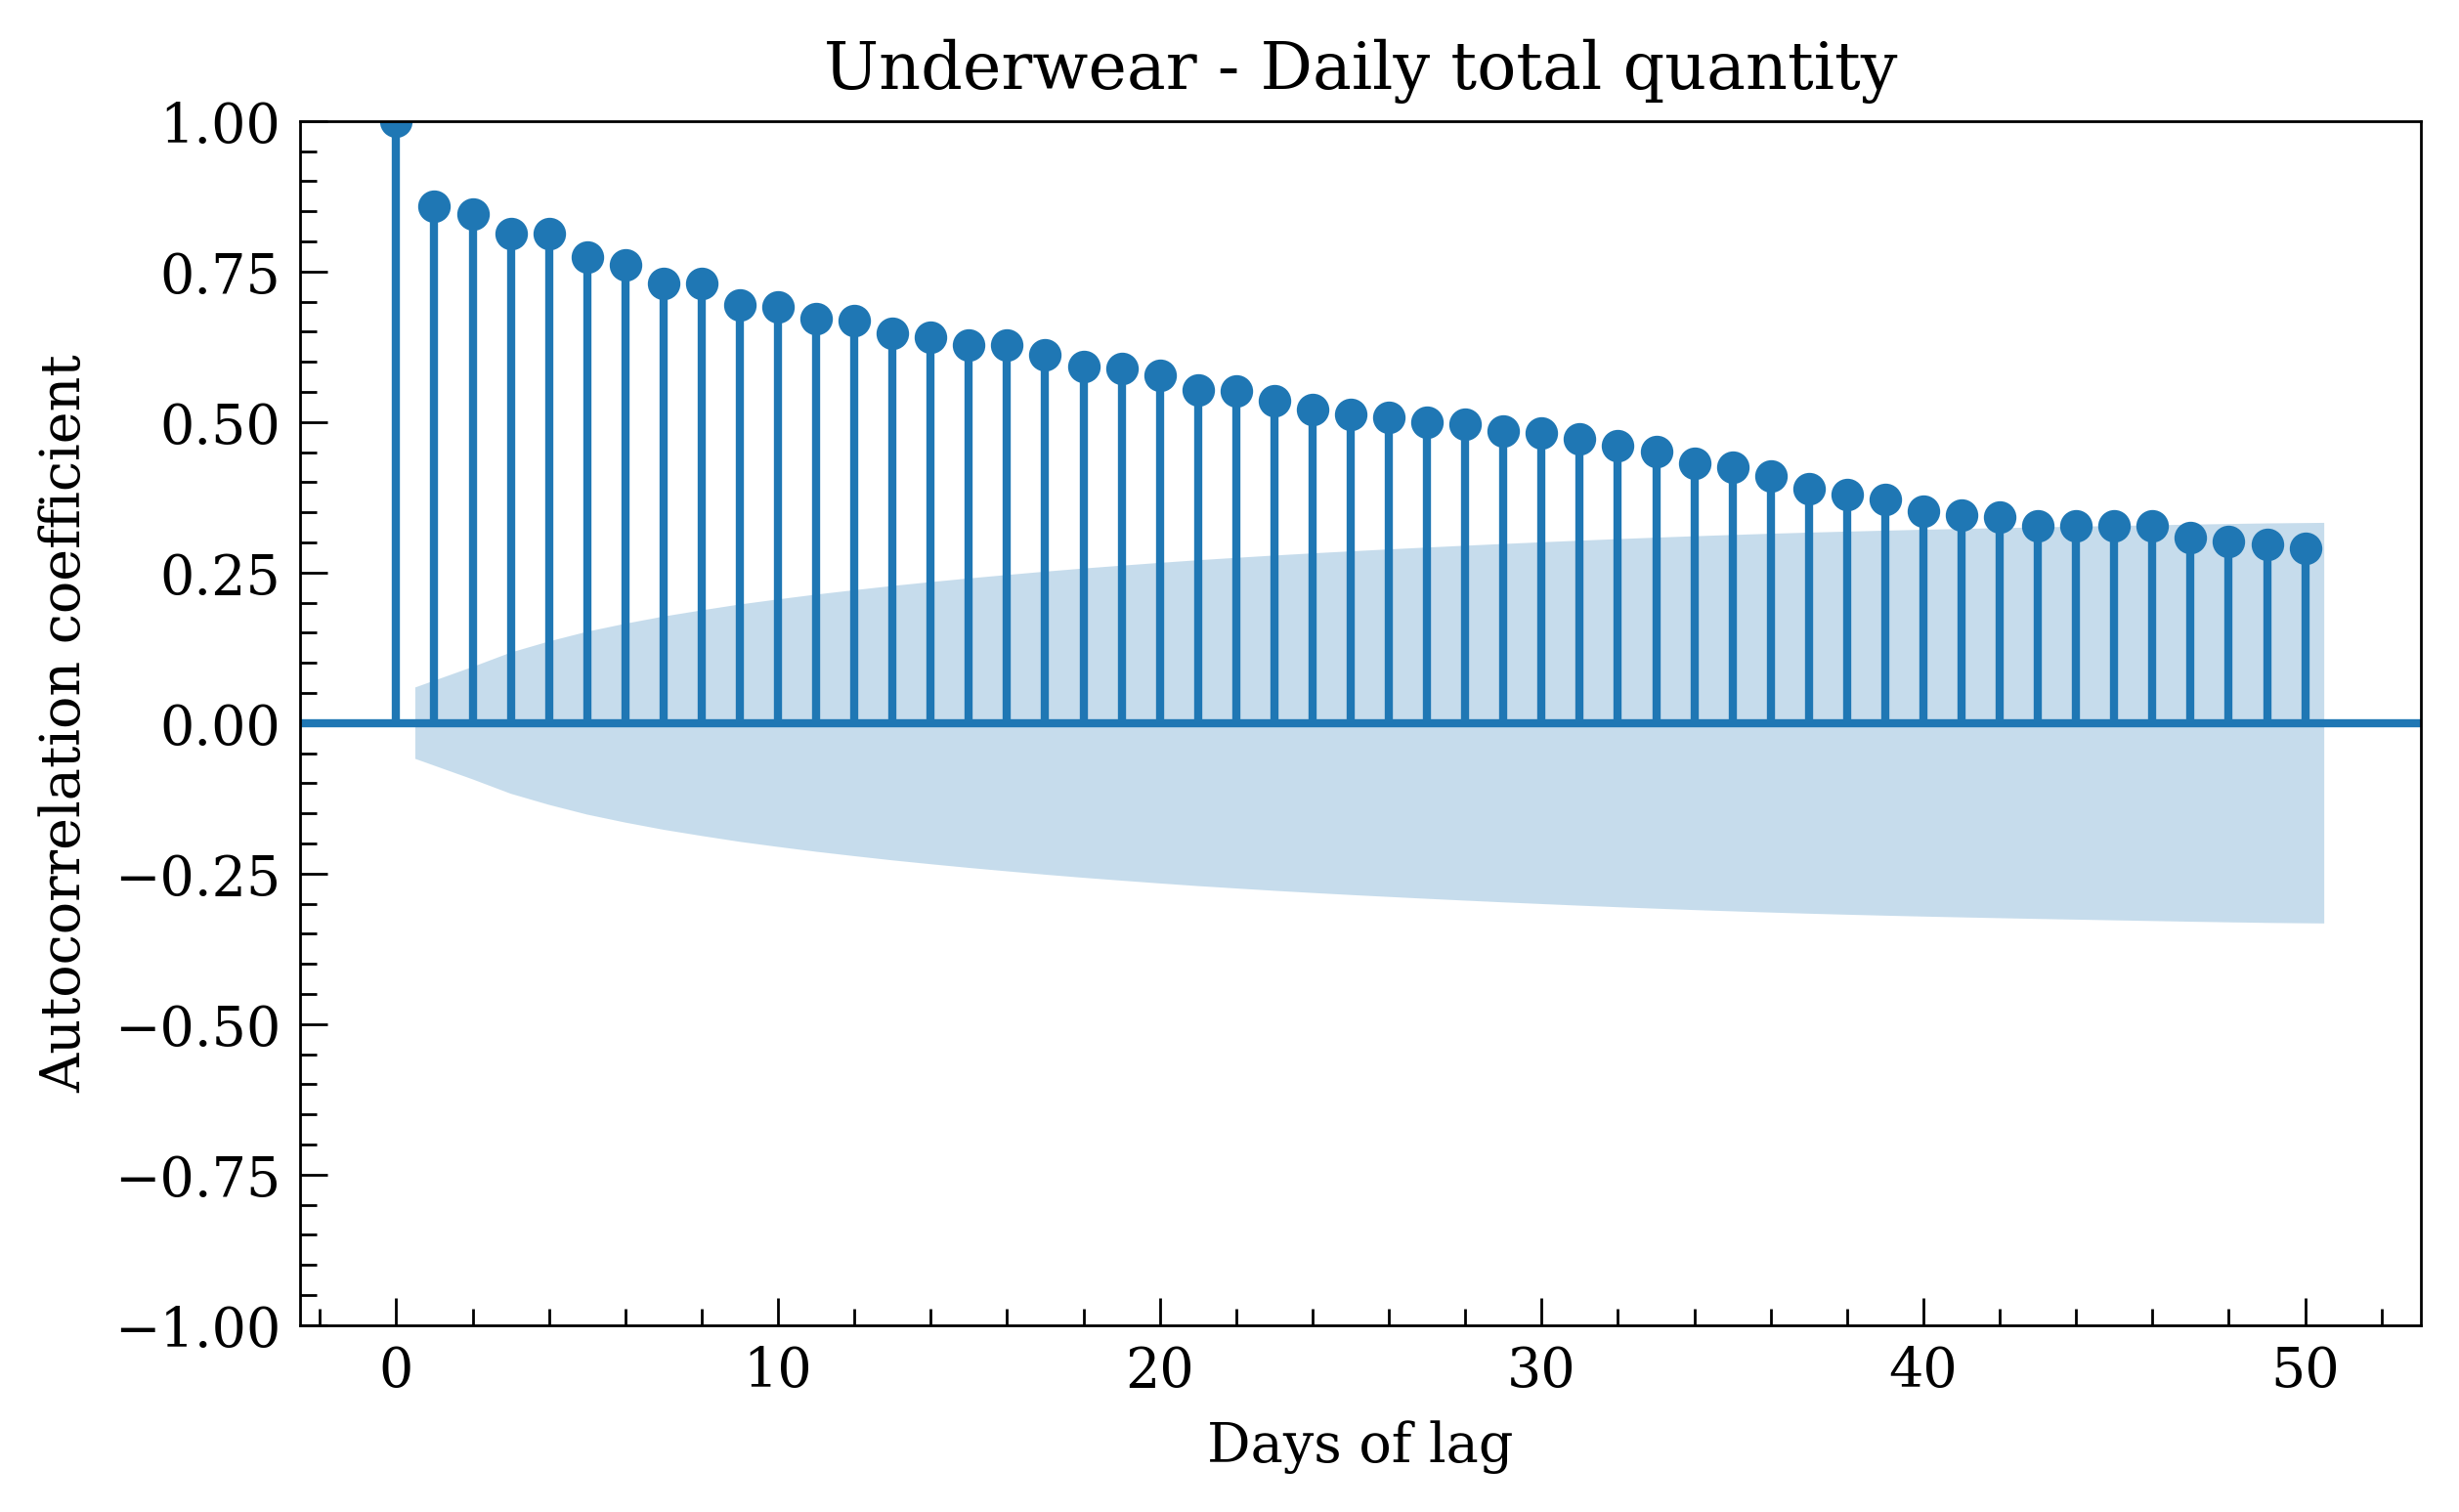 Underwear - Daily total quantity
1.00
0.75
0.50
0.25
0.00
−0.25
−0.50
−0.75
−1.00
Autocorrelation coefficient
0 10 20 30 40 50
Days of lag